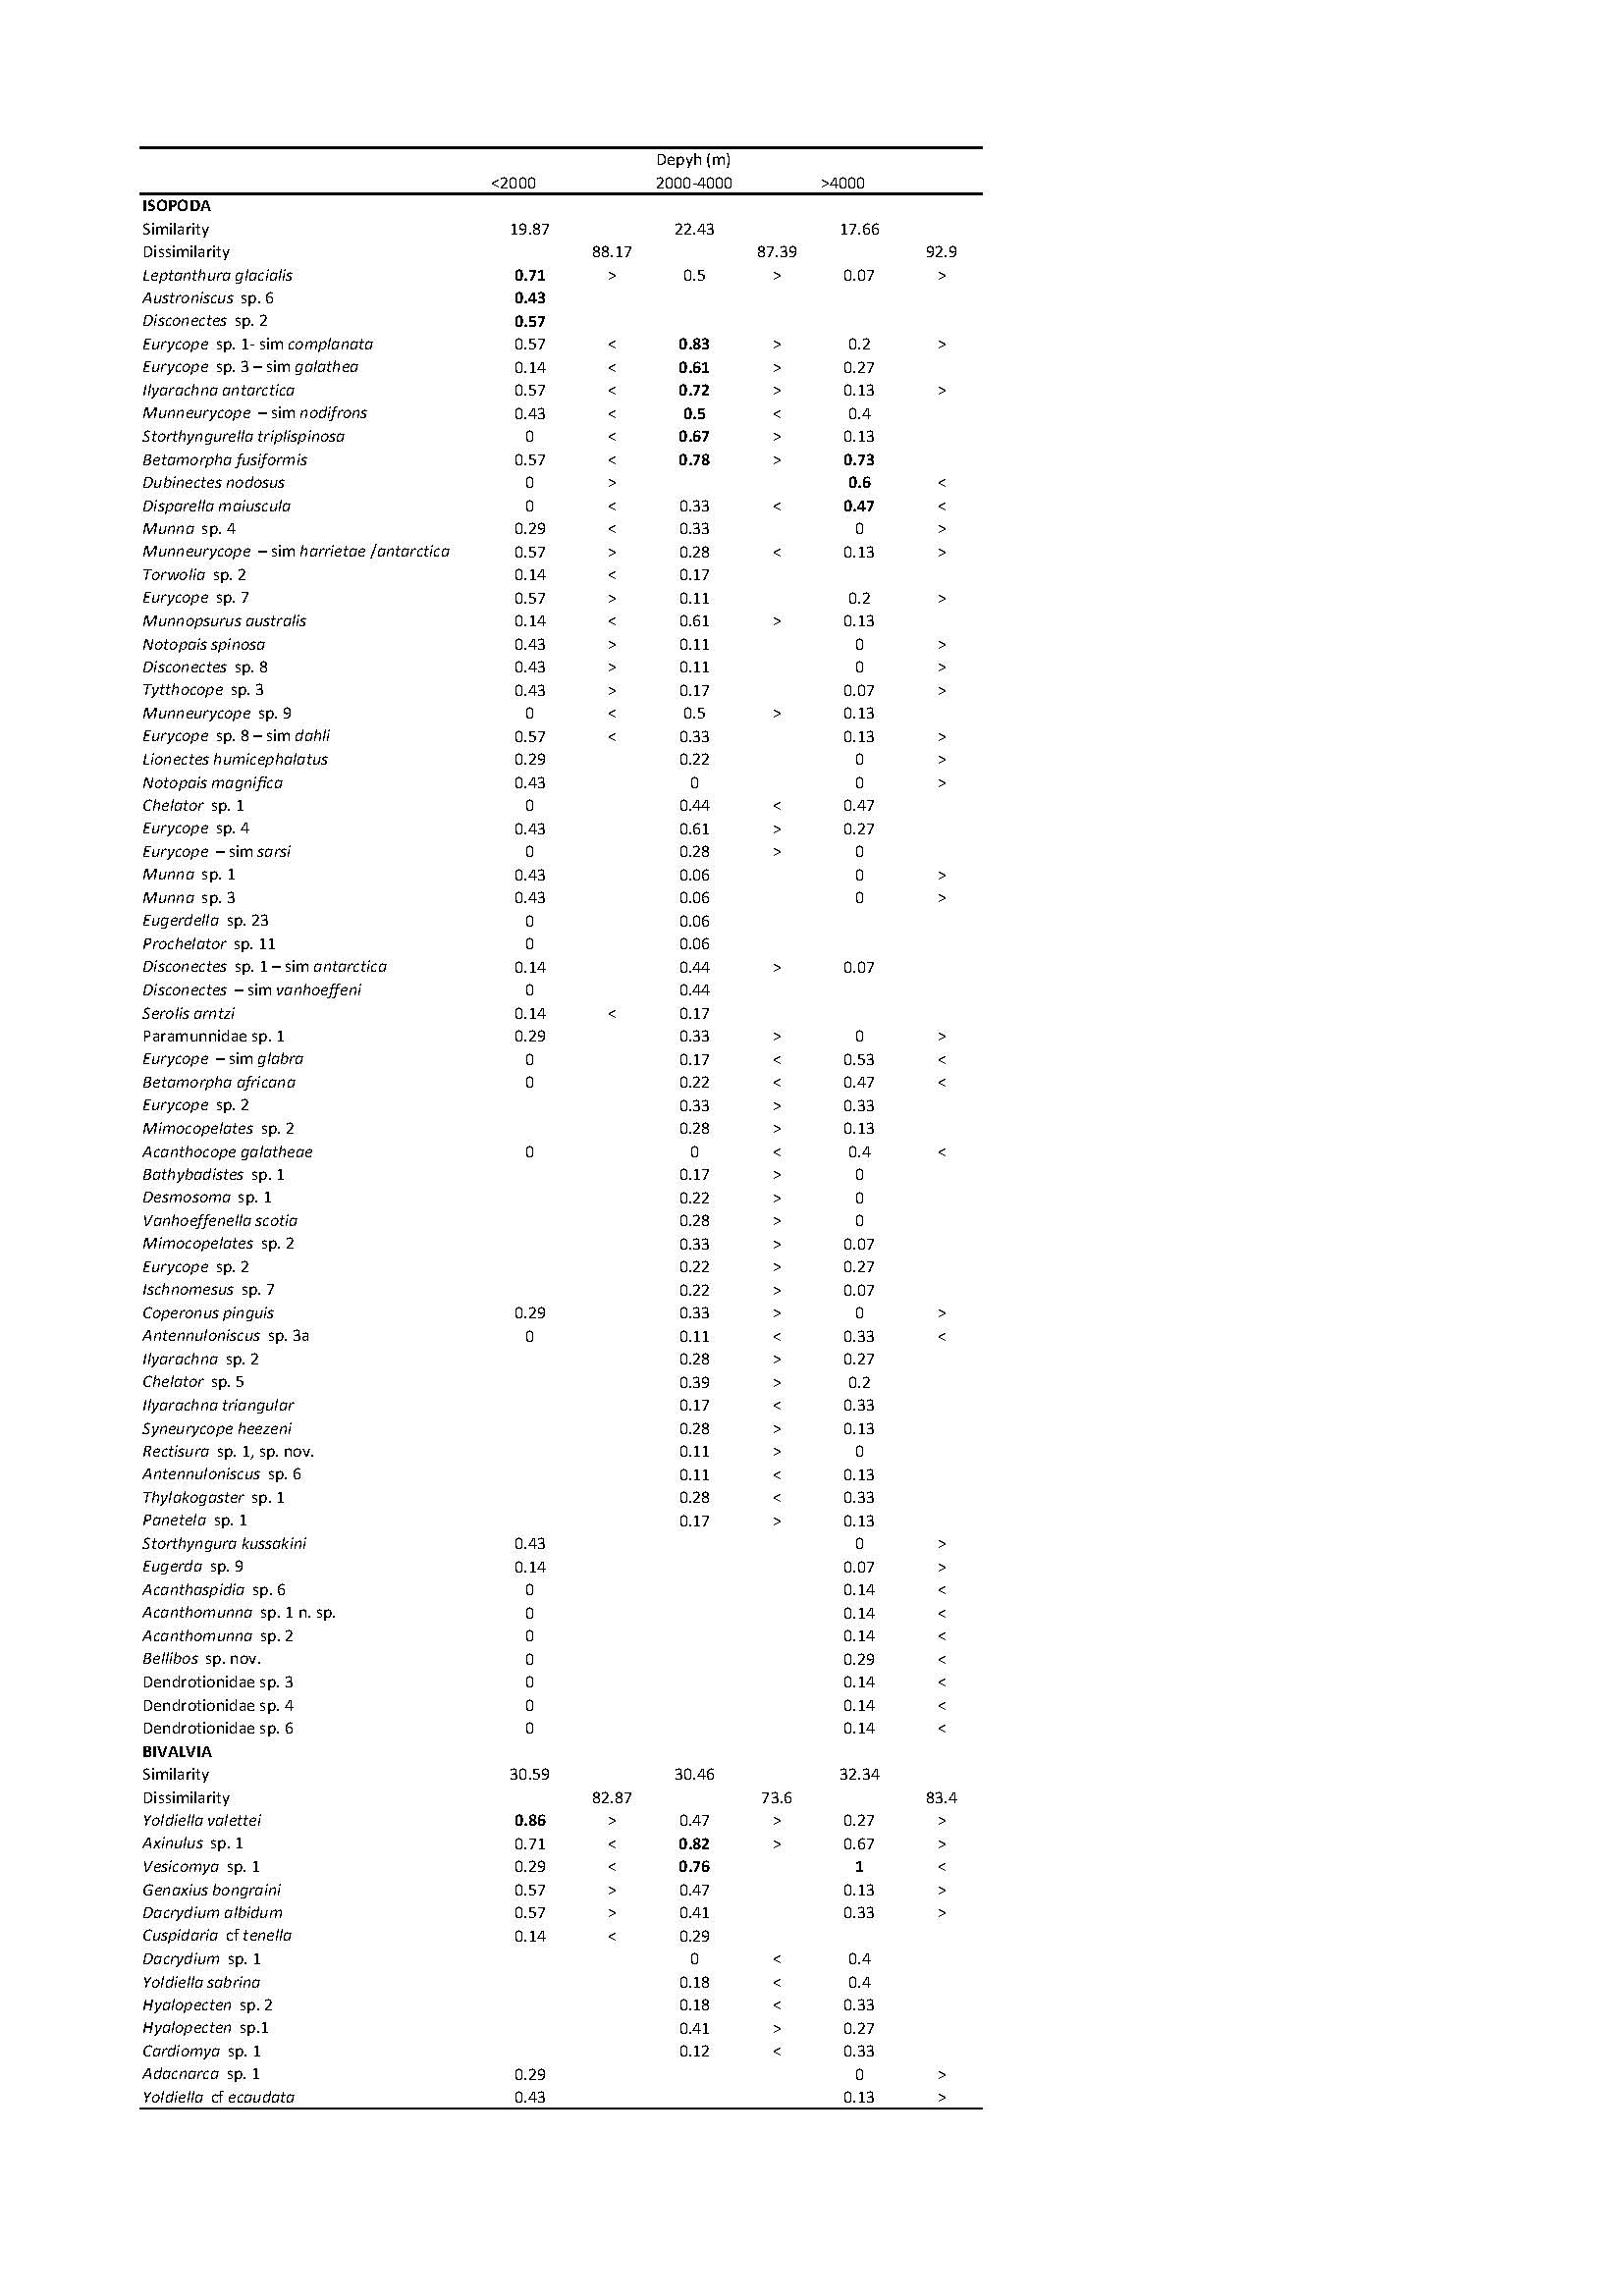 Depyh (m)
<2000 2000-4000 >4000
ISOPODA
Similarity 19.87 22.43 17.66
Dissimilarity 88.17 87.39 92.9
Leptanthura glacialis 0.71 > 0.5 > 0.07 >
Austroniscus sp. 6 0.43
Disconectes sp. 2 0.57
Eurycope sp. 1- sim complanata 0.57 < 0.83 > 0.2 >
Eurycope sp. 3 – sim galathea 0.14 < 0.61 > 0.27
Ilyarachna antarctica 0.57 < 0.72 > 0.13 >
Munneurycope – sim nodifrons 0.43 < 0.5 < 0.4
Storthyngurella triplispinosa 0 < 0.67 > 0.13
Betamorpha fusiformis 0.57 < 0.78 > 0.73
Dubinectes nodosus 0 > 0.6 <
Disparella maiuscula 0 < 0.33 < 0.47 <
Munna sp. 4 0.29 < 0.33 0 >
Munneurycope – sim harrietae /antarctica 0.57 > 0.28 < 0.13 >
Torwolia sp. 2 0.14 < 0.17
Eurycope sp. 7 0.57 > 0.11 0.2 >
Munnopsurus australis 0.14 < 0.61 > 0.13
Notopais spinosa 0.43 > 0.11 0 >
Disconectes sp. 8 0.43 > 0.11 0 >
Tytthocope sp. 3 0.43 > 0.17 0.07 >
Munneurycope sp. 9 0 < 0.5 > 0.13
Eurycope sp. 8 – sim dahli 0.57 < 0.33 0.13 >
Lionectes humicephalatus 0.29 0.22 0 >
Notopais magnifica 0.43 0 0 >
Chelator sp. 1 0 0.44 < 0.47
Eurycope sp. 4 0.43 0.61 > 0.27
Eurycope – sim sarsi 0 0.28 > 0
Munna sp. 1 0.43 0.06 0 >
Munna sp. 3 0.43 0.06 0 >
Eugerdella sp. 23 0 0.06
Prochelator sp. 11 0 0.06
Disconectes sp. 1 – sim antarctica 0.14 0.44 > 0.07
Disconectes – sim vanhoeffeni 0 0.44
Serolis arntzi 0.14 < 0.17
Paramunnidae sp. 1 0.29 0.33 > 0 >
Eurycope – sim glabra 0 0.17 < 0.53 <
Betamorpha africana 0 0.22 < 0.47 <
Eurycope sp. 2 0.33 > 0.33
Mimocopelates sp. 2 0.28 > 0.13
Acanthocope galatheae 0 0 < 0.4 <
Bathybadistes sp. 1 0.17 > 0
Desmosoma sp. 1 0.22 > 0
Vanhoeffenella scotia 0.28 > 0
Mimocopelates sp. 2 0.33 > 0.07
Eurycope sp. 2 0.22 > 0.27
Ischnomesus sp. 7 0.22 > 0.07
Coperonus pinguis 0.29 0.33 > 0 >
Antennuloniscus sp. 3a 0 0.11 < 0.33 <
Ilyarachna sp. 2 0.28 > 0.27
Chelator sp. 5 0.39 > 0.2
Ilyarachna triangular 0.17 < 0.33
Syneurycope heezeni 0.28 > 0.13
Rectisura sp. 1, sp. nov. 0.11 > 0
Antennuloniscus sp. 6 0.11 < 0.13
Thylakogaster sp. 1 0.28 < 0.33
Panetela sp. 1 0.17 > 0.13
Storthyngura kussakini 0.43 0 >
Eugerda sp. 9 0.14 0.07 >
Acanthaspidia sp. 6 0 0.14 <
Acanthomunna sp. 1 n. sp. 0 0.14 <
Acanthomunna sp. 2 0 0.14 <
Bellibos sp. nov. 0 0.29 <
Dendrotionidae sp. 3 0 0.14 <
Dendrotionidae sp. 4 0 0.14 <
Dendrotionidae sp. 6 0 0.14 <
BIVALVIA
Similarity 30.59 30.46 32.34
Dissimilarity 82.87 73.6 83.4
Yoldiella valettei 0.86 > 0.47 > 0.27 >
Axinulus sp. 1 0.71 < 0.82 > 0.67 >
Vesicomya sp. 1 0.29 < 0.76 1 <
Genaxius bongraini 0.57 > 0.47 0.13 >
Dacrydium albidum 0.57 > 0.41 0.33 >
Cuspidaria cf tenella 0.14 < 0.29
Dacrydium sp. 1 0 < 0.4
Yoldiella sabrina 0.18 < 0.4
Hyalopecten sp. 2 0.18 < 0.33
Hyalopecten sp.1 0.41 > 0.27
Cardiomya sp. 1 0.12 < 0.33
Adacnarca sp. 1 0.29 0 >
Yoldiella cf ecaudata 0.43 0.13 >